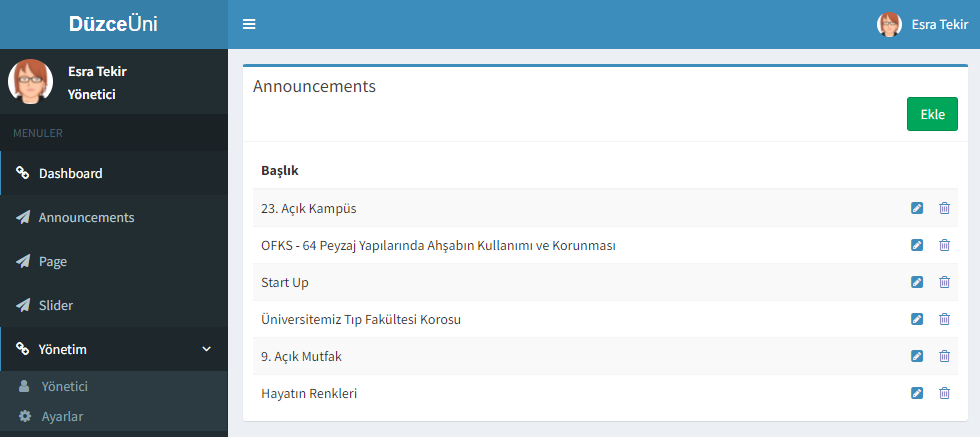 DüzceÜni
Esra Tekir
Esra Tekir
Yönetici
MENULER
Dashboard
Announcements
Page
Slider
Yönetim
Yönetici
Ayarlar
Announcements
Ekle
Başlık
23. Açık Kampüs
OFKS - 64 Peyzaj Yapılarında Ahşabın Kullanımı ve Korunması
Start Up
Üniversitemiz Tıp Fakültesi Korosu
9. Açık Mutfak
Hayatın Renkleri